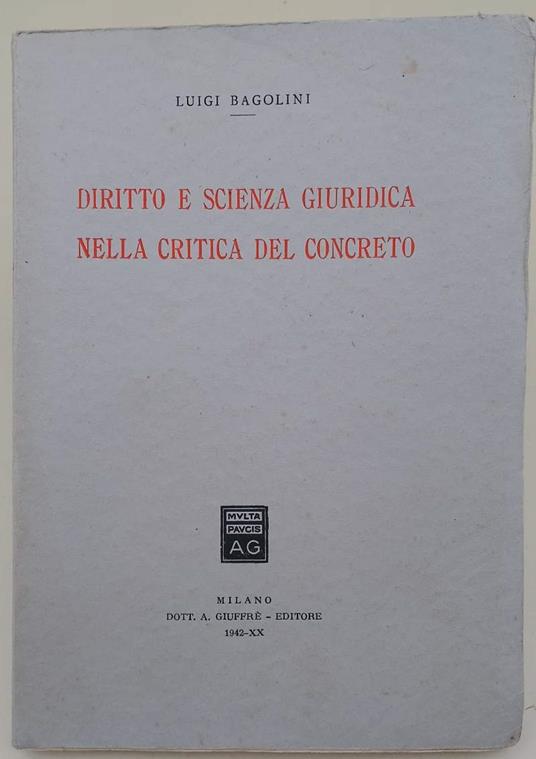 LUIGI BAGOLINI
DIRITTO E SCIENZA GIURIDICA
NELLA CRITICA DEL CONCRETO
MVLTA
PAVCIS
AG
MILANO
DOTT. A. GIUFFRÈ - EDITORE
1942-XX